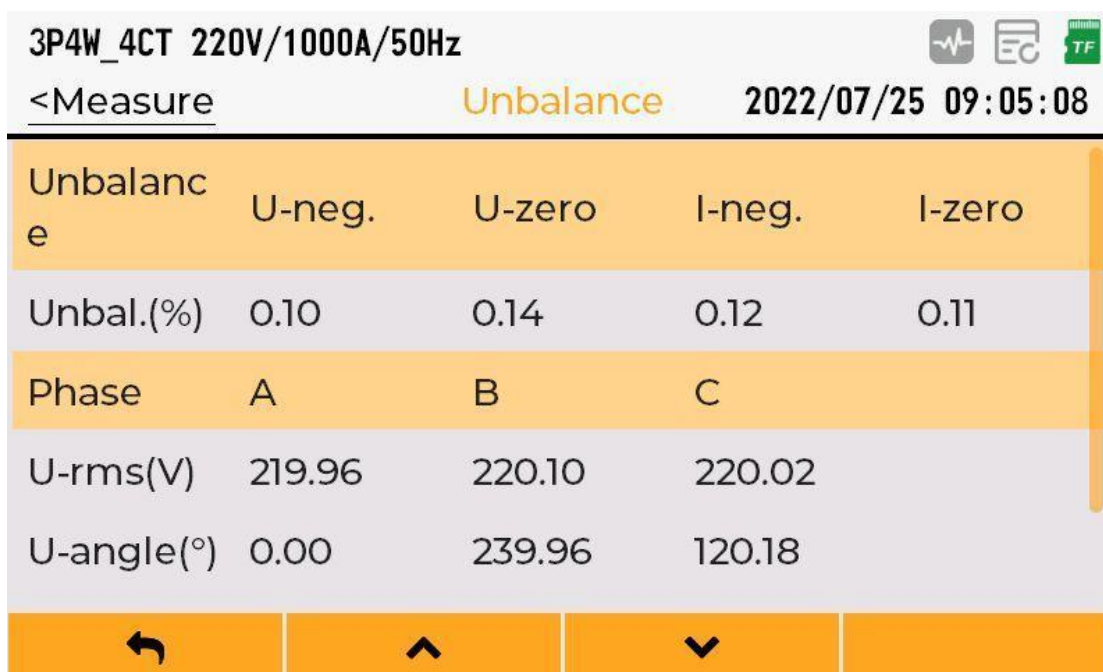 3P4W_4CT 220V/1000A/50Hz
TF
<Measure Unbalance 2022/07/25 09:05:08
Unbalanc
e U-neg. U-zero I-neg. I-zero
Unbal.(%) 0.10 0.14 0.12 0.11
Phase A B C
U-rms(V) 219.96 220.10 220.02
U-angle(°) 0.00 239.96 120.18